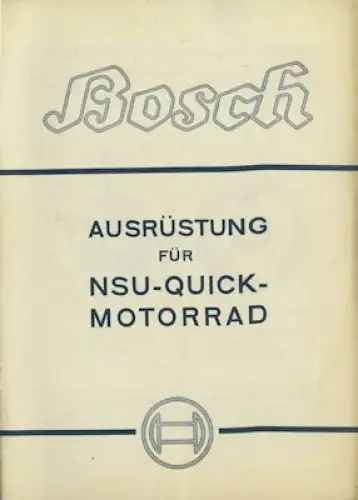 Bosch
AUSRÜSTUNG
FÜR
NSU-QUICK-
MOTORRAD